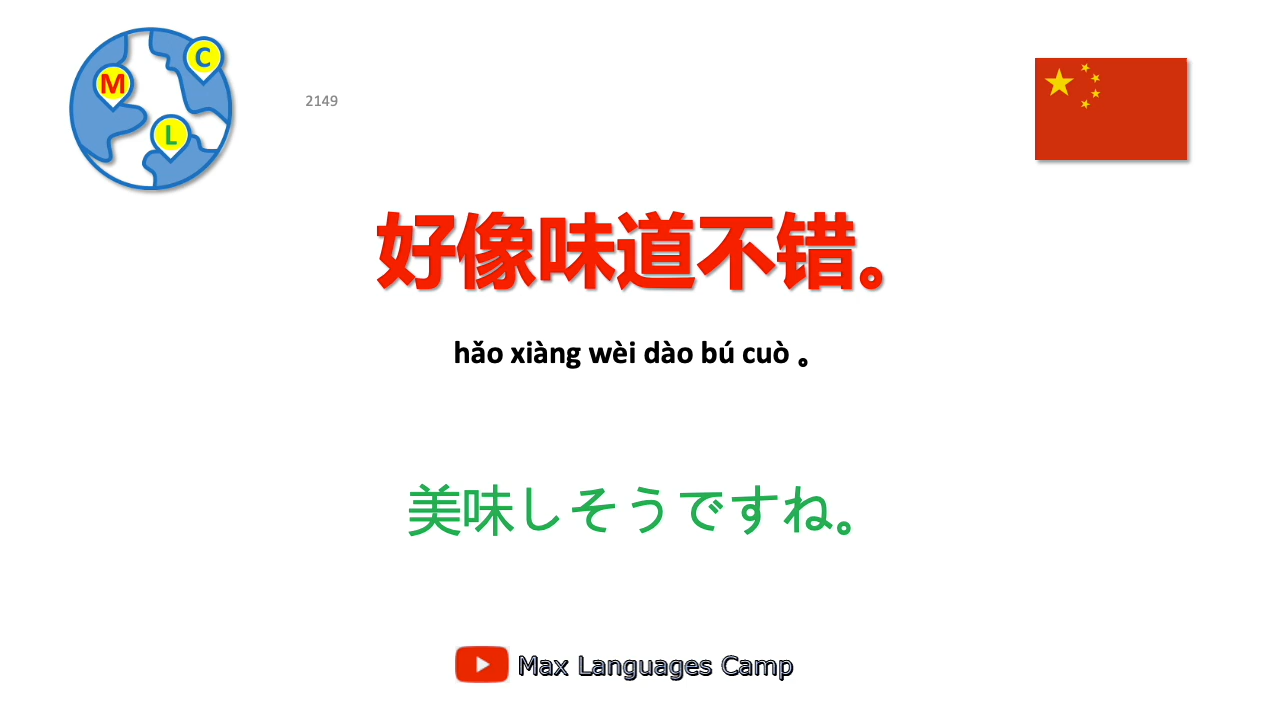 C
M
L
2149
好像味道不错。
hǎo xiàng wèi dào bú cuò 。
美味しそうですね。
Max Languages Camp